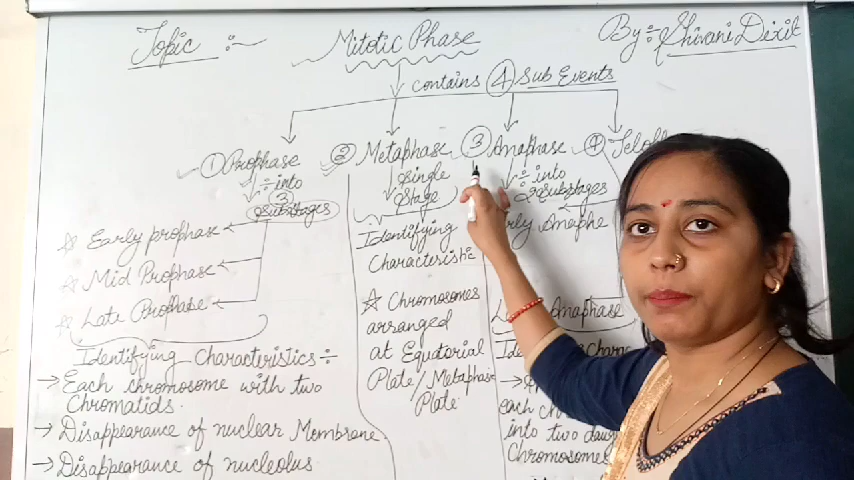 Topic :-
Mitotic Phase
By÷ Shivani Dixit
contains ④ Sub Events
① Prophase
÷ into
3
substages
☆ Early prophase
☆ Mid Prophase
☆ Late Prophase
Identifying Characteristics ÷
→ Each chromosome with two
Chromatids.
→ Disappearance of nuclear Membrane
→ Disappearance of nucleolus
② Metaphase
Single
Stage
Identifying
Characteristic
☆ Chromosomes
arranged
at Equatorial
Plate/Metaphase
Plate
③ Anaphase
÷ into
2 substages
Anaphe
Anaphase
each
into two
Chromosomes
④